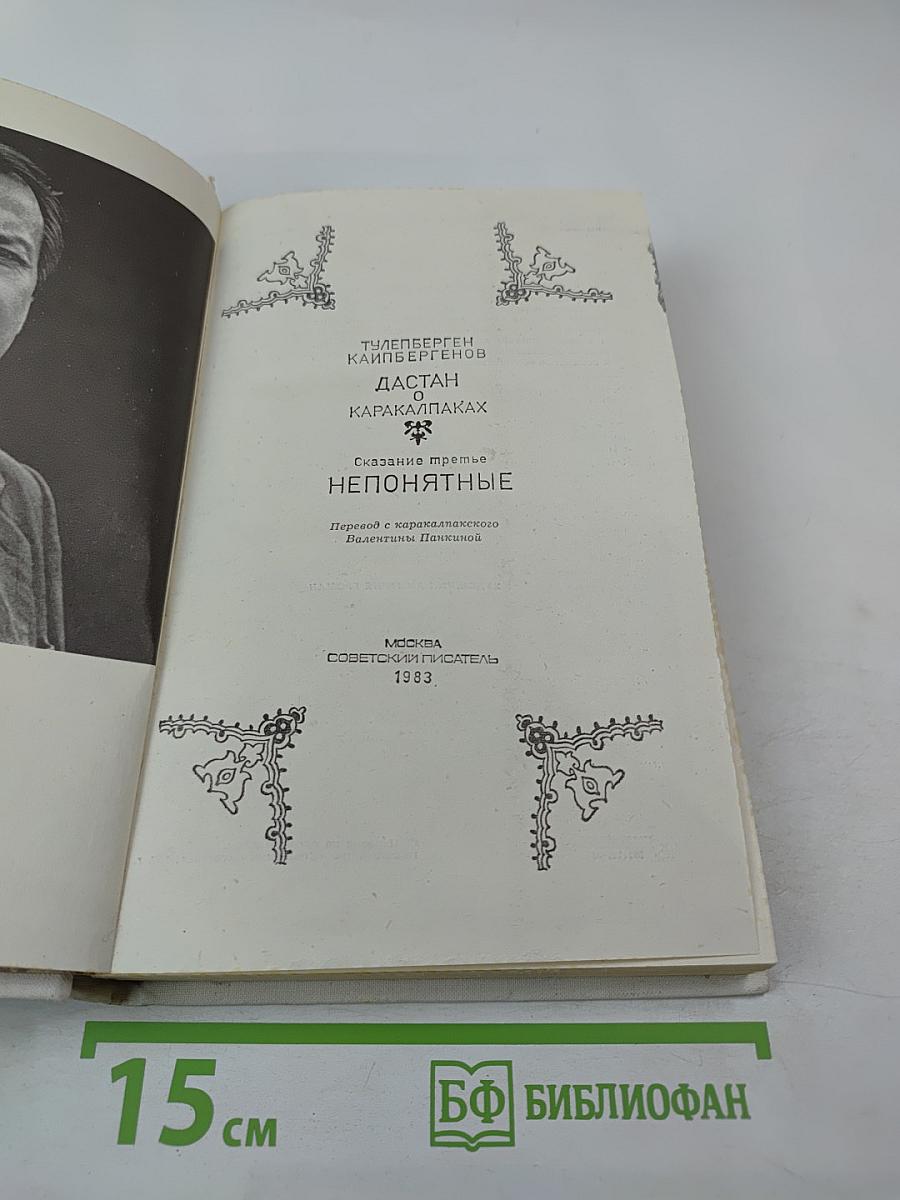 ТУЛЕПБЕРГЕН
КАИПБЕРГЕНОВ
ДАСТАН
О
КАРАКАЛПАКАХ
Сказание третье
НЕПОНЯТНЫЕ
Перевод с каракалпакского
Валентины Панкиной
МОСКВА
СОВЕТСКИЙ ПИСАТЕЛЬ
1983
15 см
БФ БИБЛИОФАН